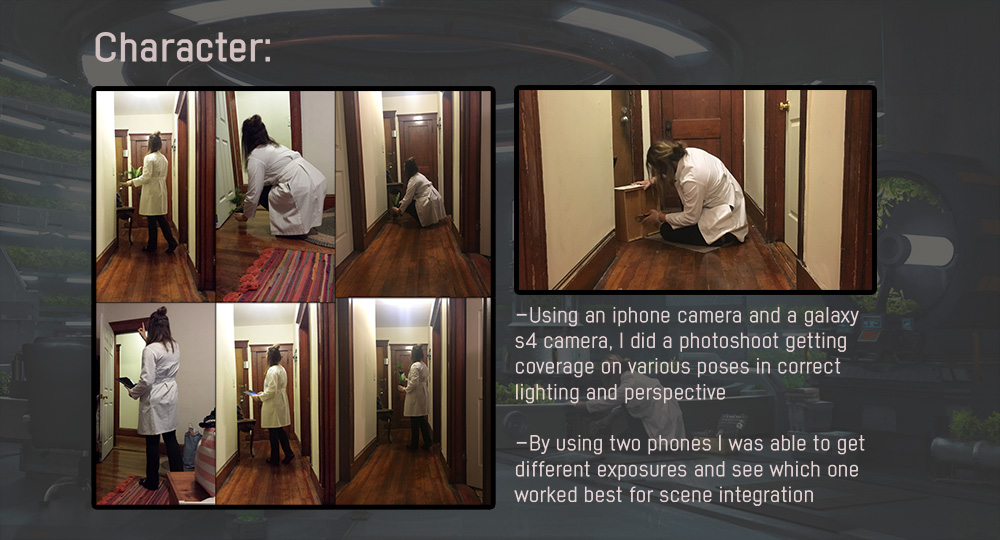 Character:
-Using an iphone camera and a galaxy
s4 camera, I did a photoshoot getting
coverage on various poses in correct
lighting and perspective
-By using two phones I was able to get
different exposures and see which one
worked best for scene integration